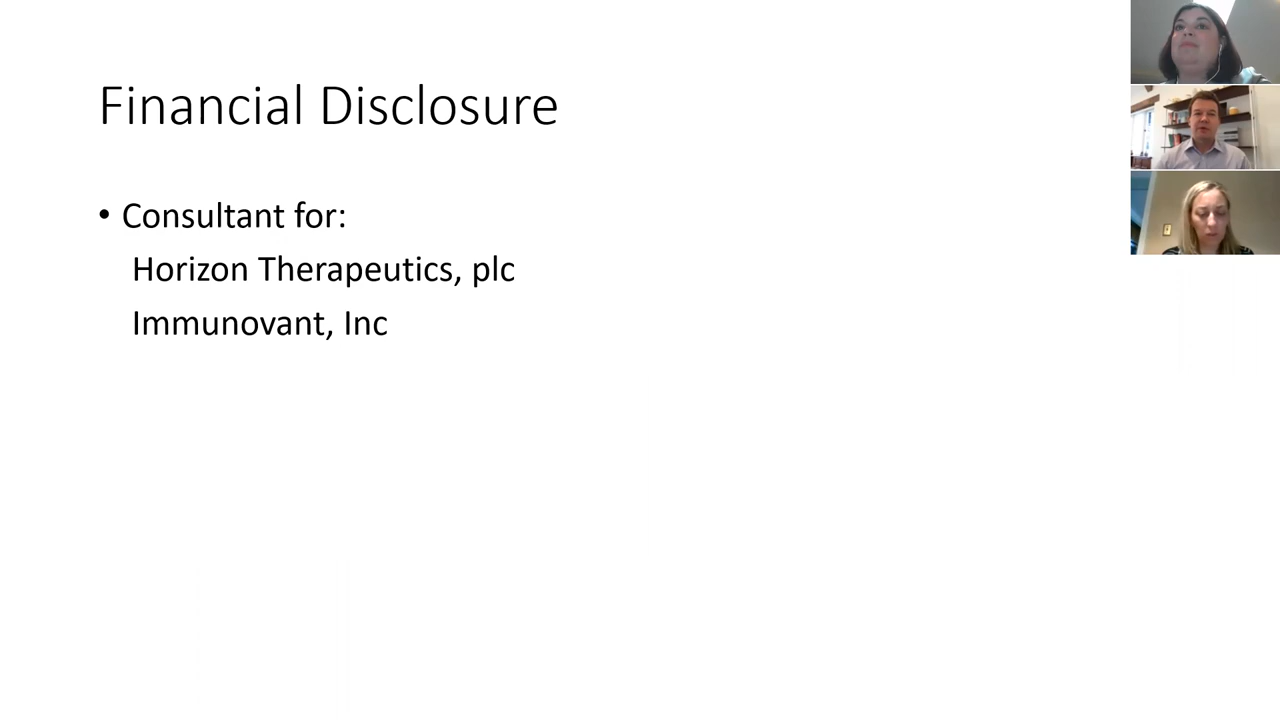 Financial Disclosure
• Consultant for:
Horizon Therapeutics, plc
Immunovant, Inc